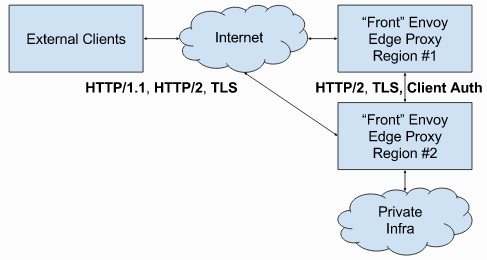 External Clients
Internet
“Front” Envoy
Edge Proxy
Region #1
HTTP/1.1, HTTP/2, TLS
HTTP/2, TLS, Client Auth
“Front” Envoy
Edge Proxy
Region #2
Private
Infra